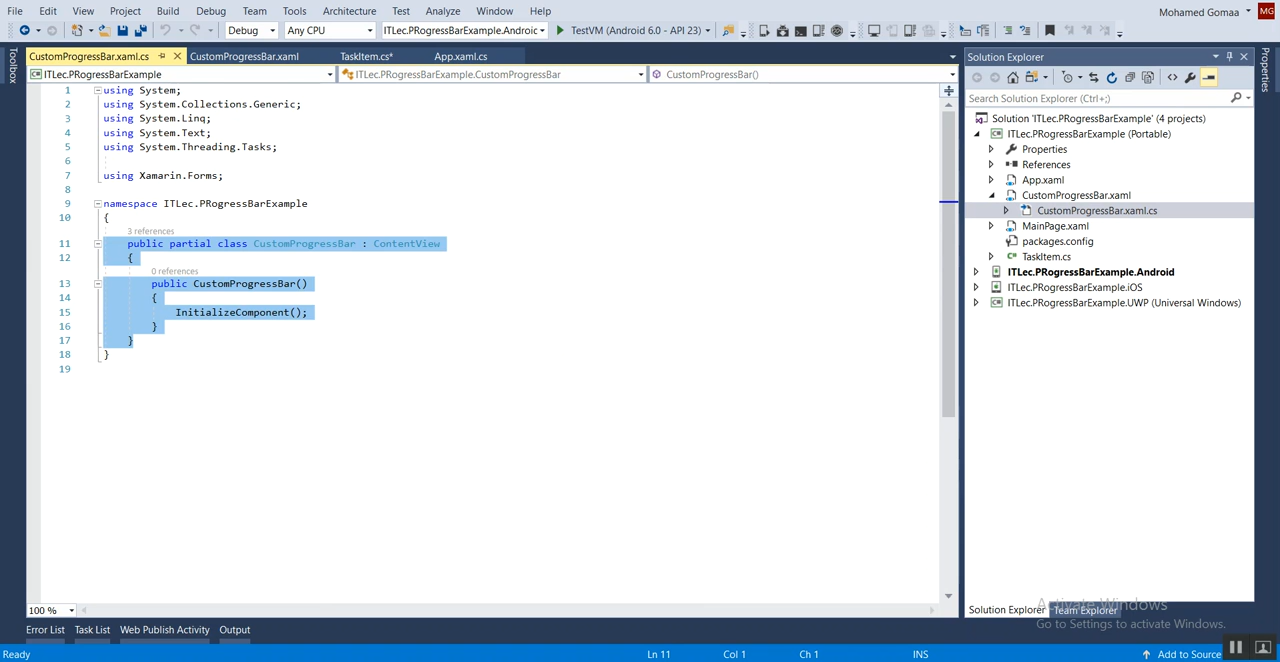 File Edit View Project Build Debug Team Tools Architecture Test Analyze Window Help Mohamed Gomaa MG
Debug Any CPU ITLec.PRogressBarExample.Android TestVM (Android 6.0 - API 23)
Toolbox
CustomProgressBar.xaml.cs CustomProgressBar.xaml TaskItem.cs* App.xaml.cs
ITLec.PRogressBarExample ITLec.PRogressBarExample.CustomProgressBar CustomProgressBar()
1 using System;
2 using System.Collections.Generic;
3 using System.Linq;
4 using System.Text;
5 using System.Threading.Tasks;
6
7 using Xamarin.Forms;
8
9 namespace ITLec.PRogressBarExample
10 {
3 references
11 public partial class CustomProgressBar : ContentView
12 {
0 references
13 public CustomProgressBar()
14 {
15 InitializeComponent();
16 }
17 }
18 }
19
100 %
Solution Explorer
Search Solution Explorer (Ctrl+;)
Solution 'ITLec.PRogressBarExample' (4 projects)
ITLec.PRogressBarExample (Portable)
Properties
References
App.xaml
CustomProgressBar.xaml
CustomProgressBar.xaml.cs
MainPage.xaml
packages.config
TaskItem.cs
ITLec.PRogressBarExample.Android
ITLec.PRogressBarExample.iOS
ITLec.PRogressBarExample.UWP (Universal Windows)
Solution Explorer Team Explorer
Properties
Activate Windows
Go to Settings to activate Windows.
Error List Task List Web Publish Activity Output
Ready Ln 11 Col 1 Ch 1 INS Add to Source